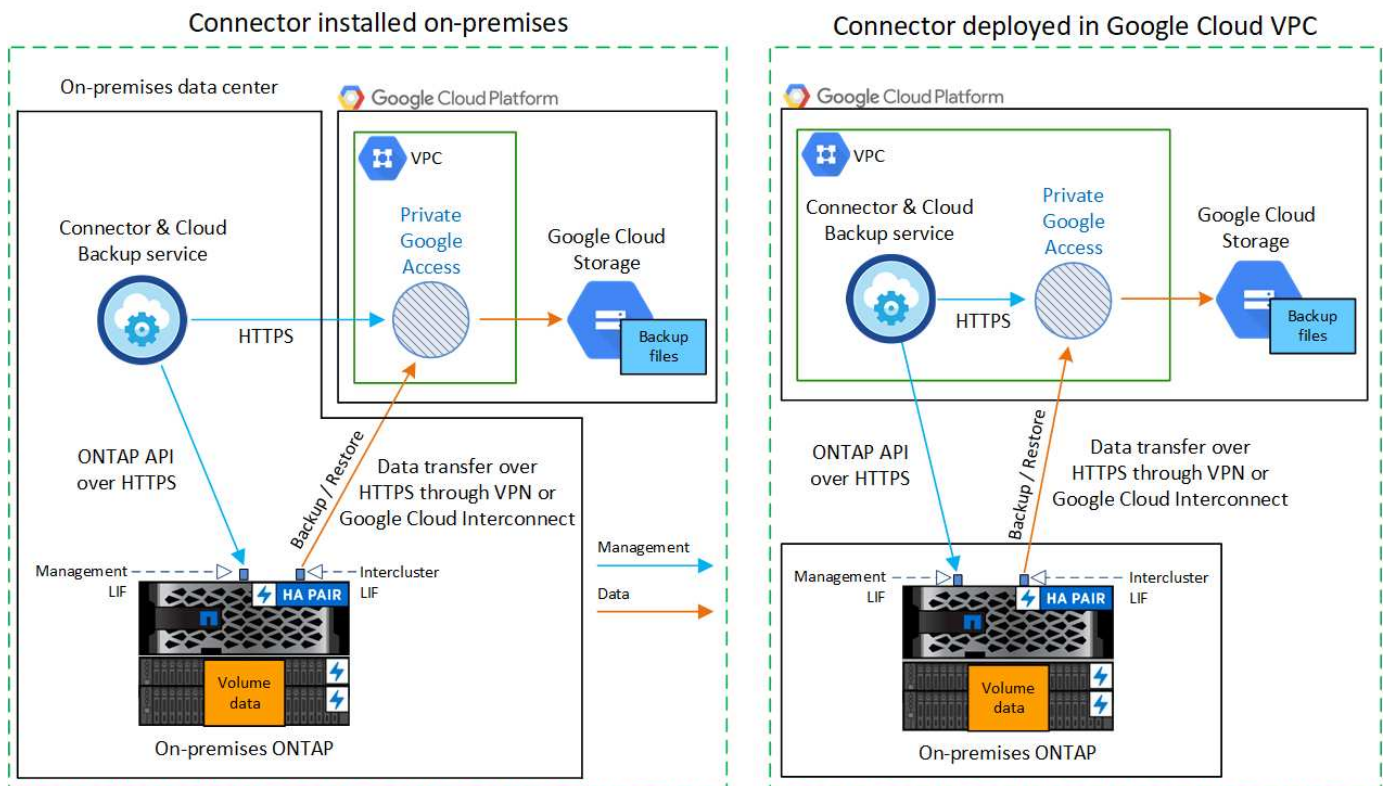 Connector installed on-premises
On-premises data center
Google Cloud Platform
VPC
Connector & Cloud
Backup service
Private
Google
Access
Google Cloud
Storage
Backup
files
HTTPS
ONTAP API
over HTTPS
Backup / Restore
Data transfer over
HTTPS through VPN or
Google Cloud Interconnect
Management
LIF
Intercluster
LIF
HA PAIR
Volume
data
On-premises ONTAP
Management
Data
Connector deployed in Google Cloud VPC
Google Cloud Platform
VPC
Connector & Cloud
Backup service
Private
Google
Access
Google Cloud
Storage
Backup
files
HTTPS
ONTAP API
over HTTPS
Backup / Restore
Data transfer over
HTTPS through VPN or
Google Cloud Interconnect
Management
LIF
Intercluster
LIF
HA PAIR
Volume
data
On-premises ONTAP